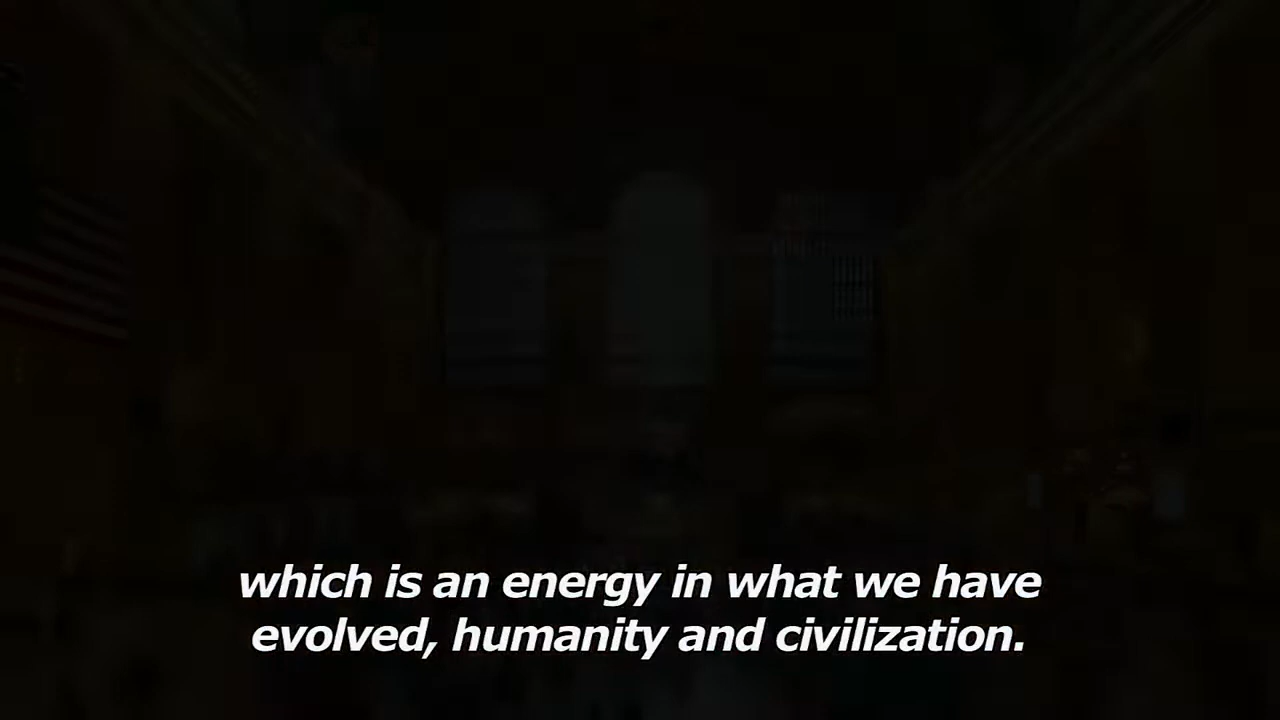 which is an energy in what we have
evolved, humanity and civilization.